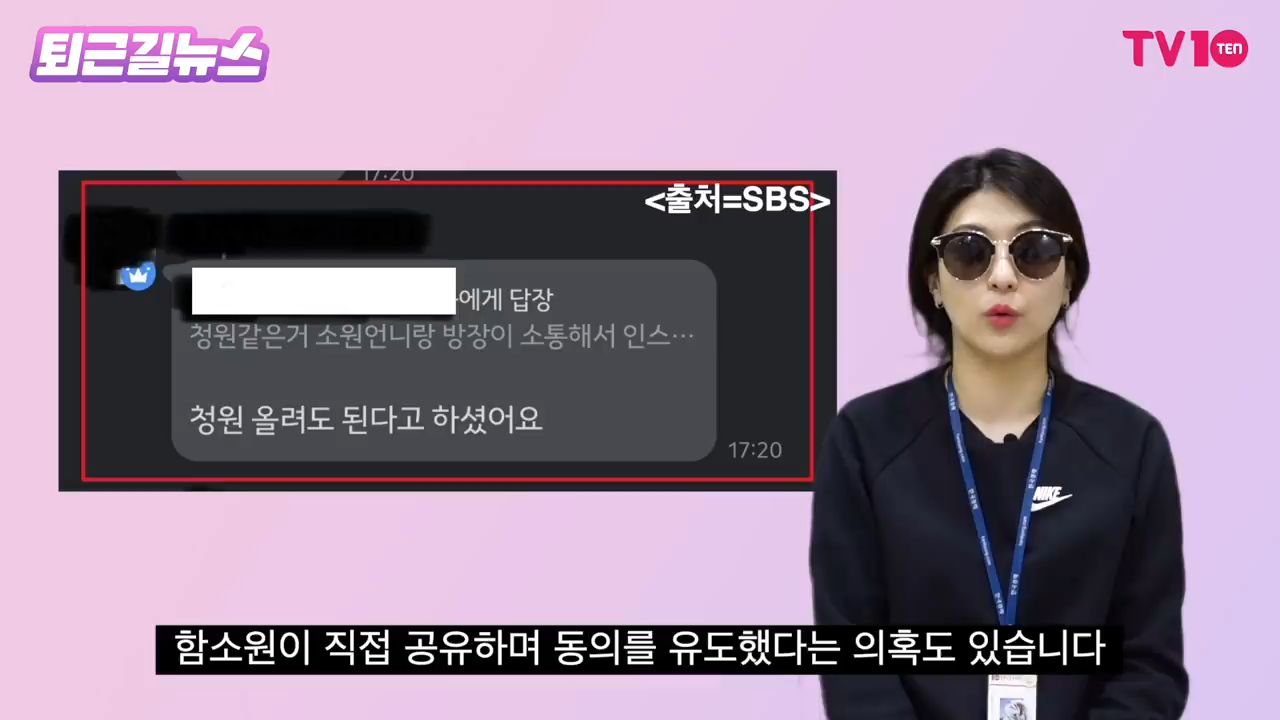 퇴근길뉴스
TV10
TEN
17:20
<출처=SBS>
에게 답장
청원같은거 소원언니랑 방장이 소통해서 인스…
청원 올려도 된다고 하셨어요
17:20
NIKE
함소원이 직접 공유하며 동의를 유도했다는 의혹도 있습니다